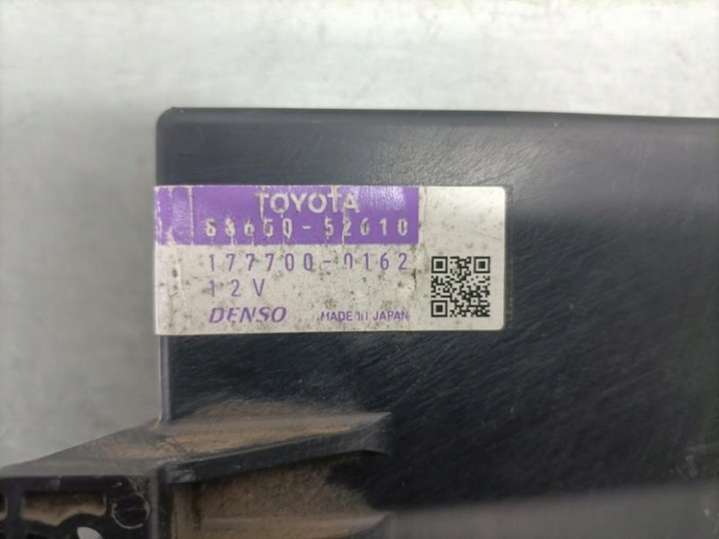 TOYOTA
88650-52610
177700-0162
12V
DENSO MADE IN JAPAN